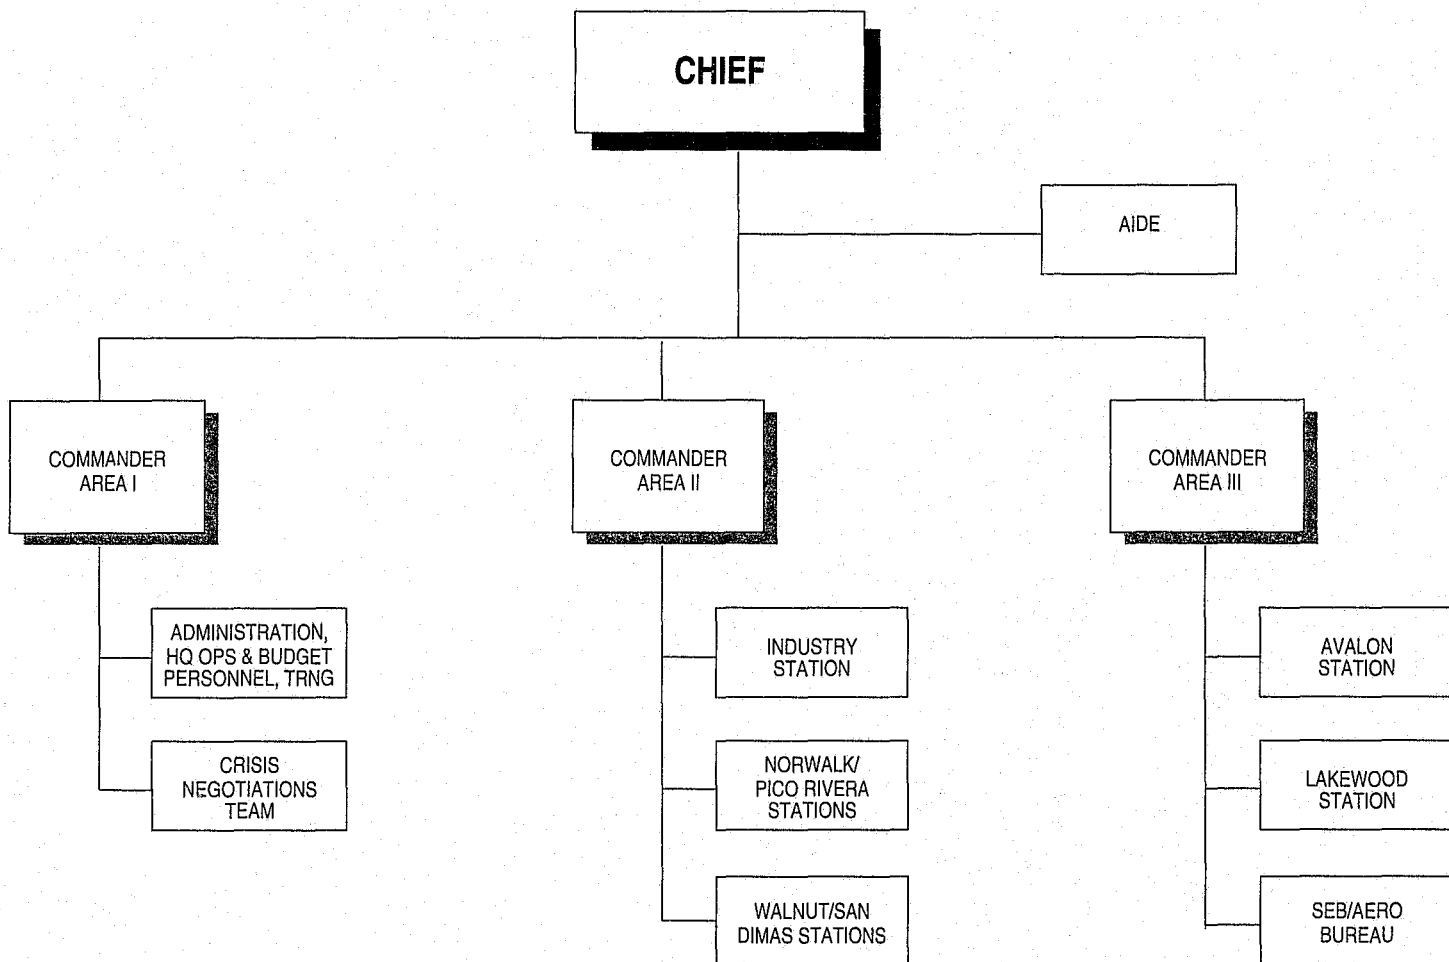 CHIEF
AIDE
COMMANDER
AREA I
COMMANDER
AREA II
COMMANDER
AREA III
ADMINISTRATION,
HQ OPS & BUDGET
PERSONNEL, TRNG
CRISIS
NEGOTIATIONS
TEAM
INDUSTRY
STATION
NORWALK/
PICO RIVERA
STATIONS
WALNUT/SAN
DIMAS STATIONS
AVALON
STATION
LAKEWOOD
STATION
SEB/AERO
BUREAU